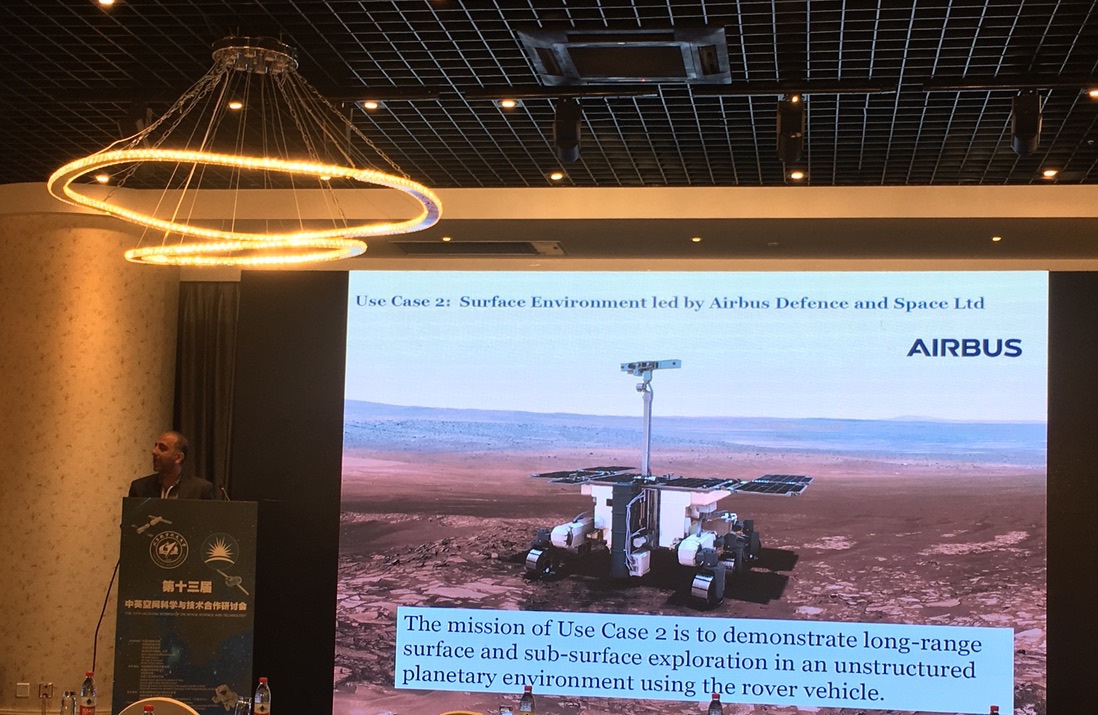 Use Case 2: Surface Environment led by Airbus Defence and Space Ltd
AIRBUS
第十三届
中英空间科学与技术合作研讨会
The mission of Use Case 2 is to demonstrate long-range
surface and sub-surface exploration in an unstructured
planetary environment using the rover vehicle.